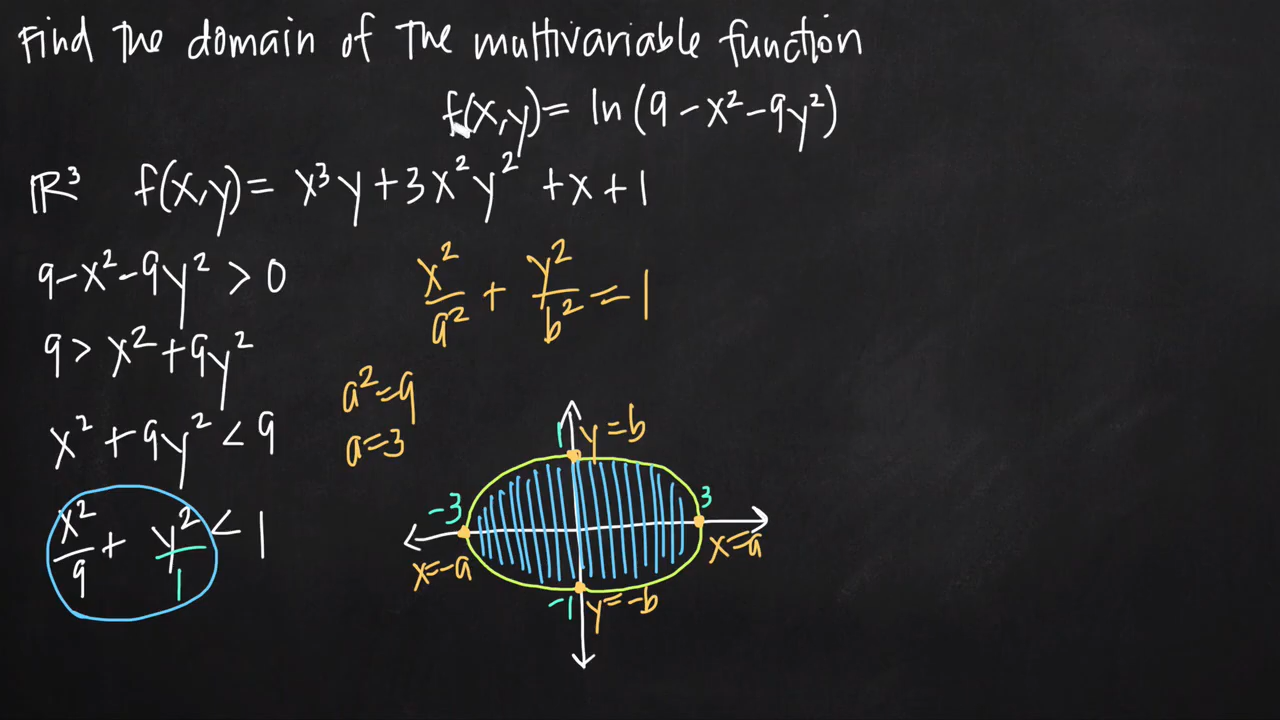 Find the domain of the multivariable function
f(x,y) = ln (9 - x² - 9y²)
ℝ³ f(x,y) = x³y + 3x²y² + x + 1
9 - x² - 9y² > 0
9 > x² + 9y²
x² + 9y² < 9
x²/9 + y²/1 < 1
x²/a² + y²/b² = 1
a² = 9
a = 3
1 y = b
-3 3
x = -a x = a
-1 y = -b